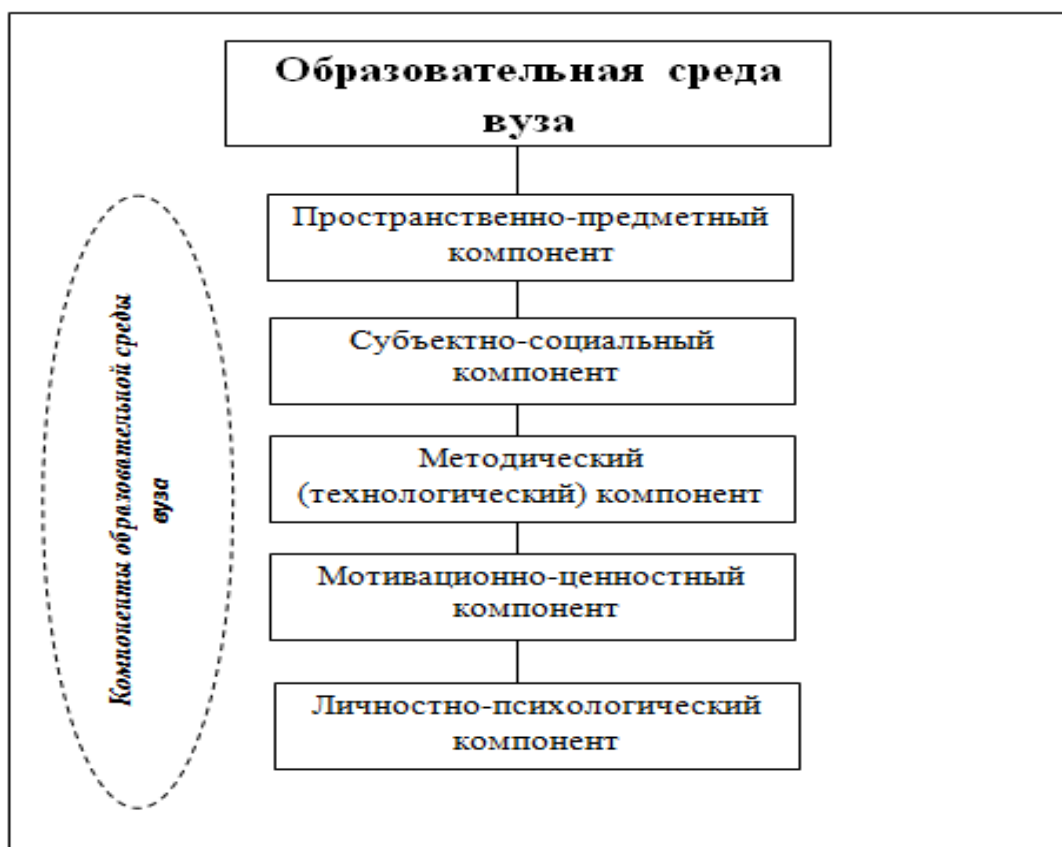 Образовательная среда
вуза
Пространственно-предметный
компонент
Субъектно-социальный
компонент
Методический
(технологический) компонент
Мотивационно-ценностный
компонент
Личностно-психологический
компонент
Компоненты образовательной среды
вуза